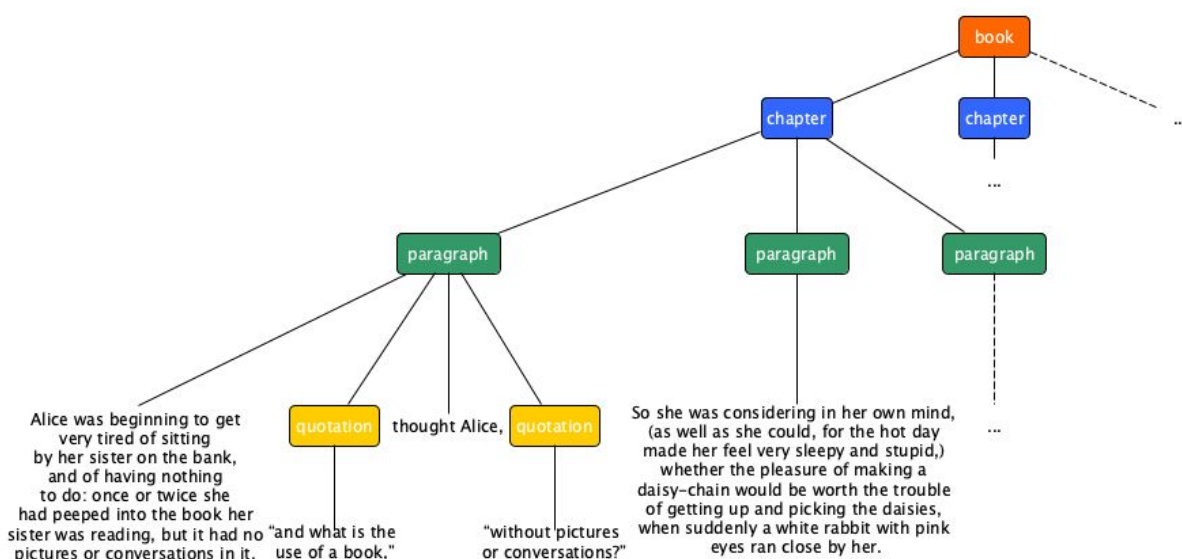 book
chapter
chapter
..
...
paragraph
paragraph
paragraph
Alice was beginning to get
very tired of sitting
by her sister on the bank,
and of having nothing
to do: once or twice she
had peeped into the book her
sister was reading, but it had no
pictures or conversations in it,
quotation
thought Alice,
quotation
"and what is the
use of a book,"
"without pictures
or conversations?"
So she was considering in her own mind,
(as well as she could, for the hot day
made her feel very sleepy and stupid,)
whether the pleasure of making a
daisy-chain would be worth the trouble
of getting up and picking the daisies,
when suddenly a white rabbit with pink
eyes ran close by her.
...